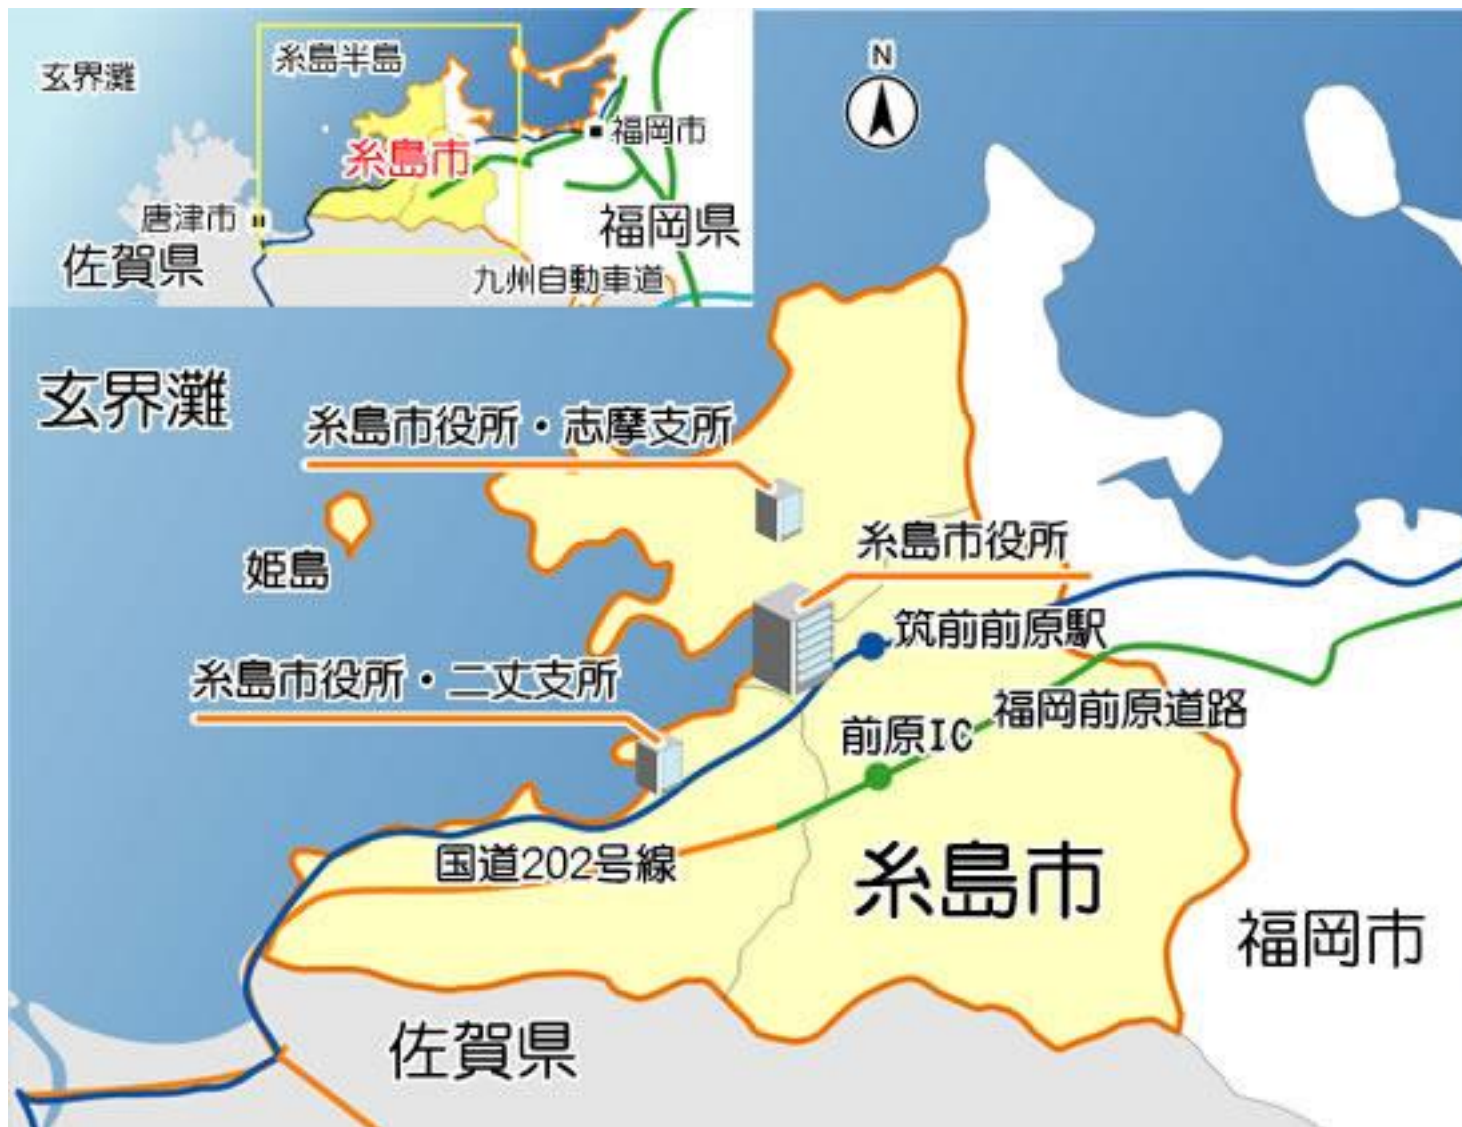 玄界灘
糸島半島
糸島市
福岡市
唐津市
佐賀県
福岡県
九州自動車道
N
玄界灘
糸島市役所・志摩支所
姫島
糸島市役所
筑前前原駅
糸島市役所・二丈支所
福岡前原道路
前原IC
国道202号線
糸島市
福岡市
佐賀県